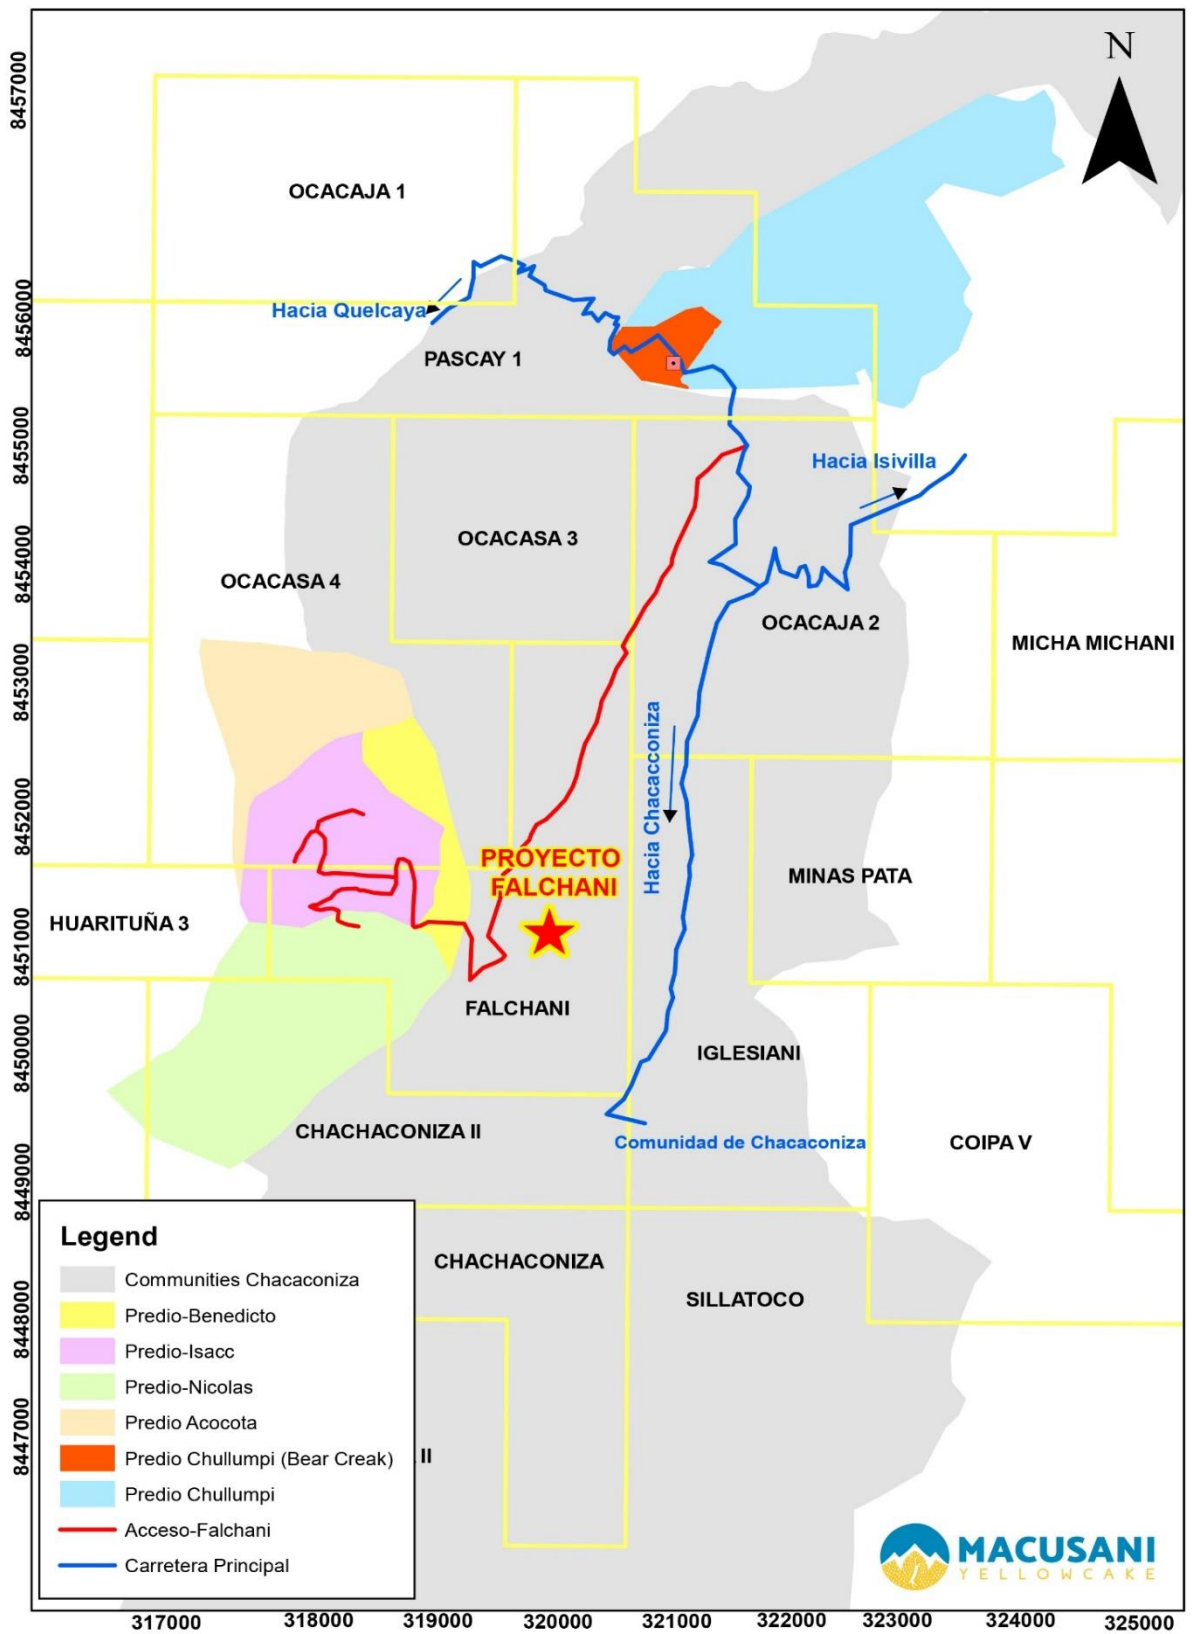 N
8457000
8456000
8455000
8454000
8453000
8452000
8451000
8450000
8449000
8448000
8447000
OCACAJA 1
Hacia Quelcaya
PASCAY 1
Hacia Isivilla
OCACASA 3
OCACASA 4
OCACAJA 2
MICHA MICHANI
Hacia Chacacconiza
PROYECTO
FALCHANI
MINAS PATA
HUARITUÑA 3
FALCHANI
IGLESIANI
CHACHACONIZA II
Comunidad de Chacaconiza
COIPA V
CHACHACONIZA
SILLATOCO
II
Legend
Communities Chacaconiza
Predio-Benedicto
Predio-Isacc
Predio-Nicolas
Predio Acocota
Predio Chullumpi (Bear Creak)
Predio Chullumpi
Acceso-Falchani
Carretera Principal
MACUSANI
YELLOWCAKE
317000
318000
319000
320000
321000
322000
323000
324000
325000